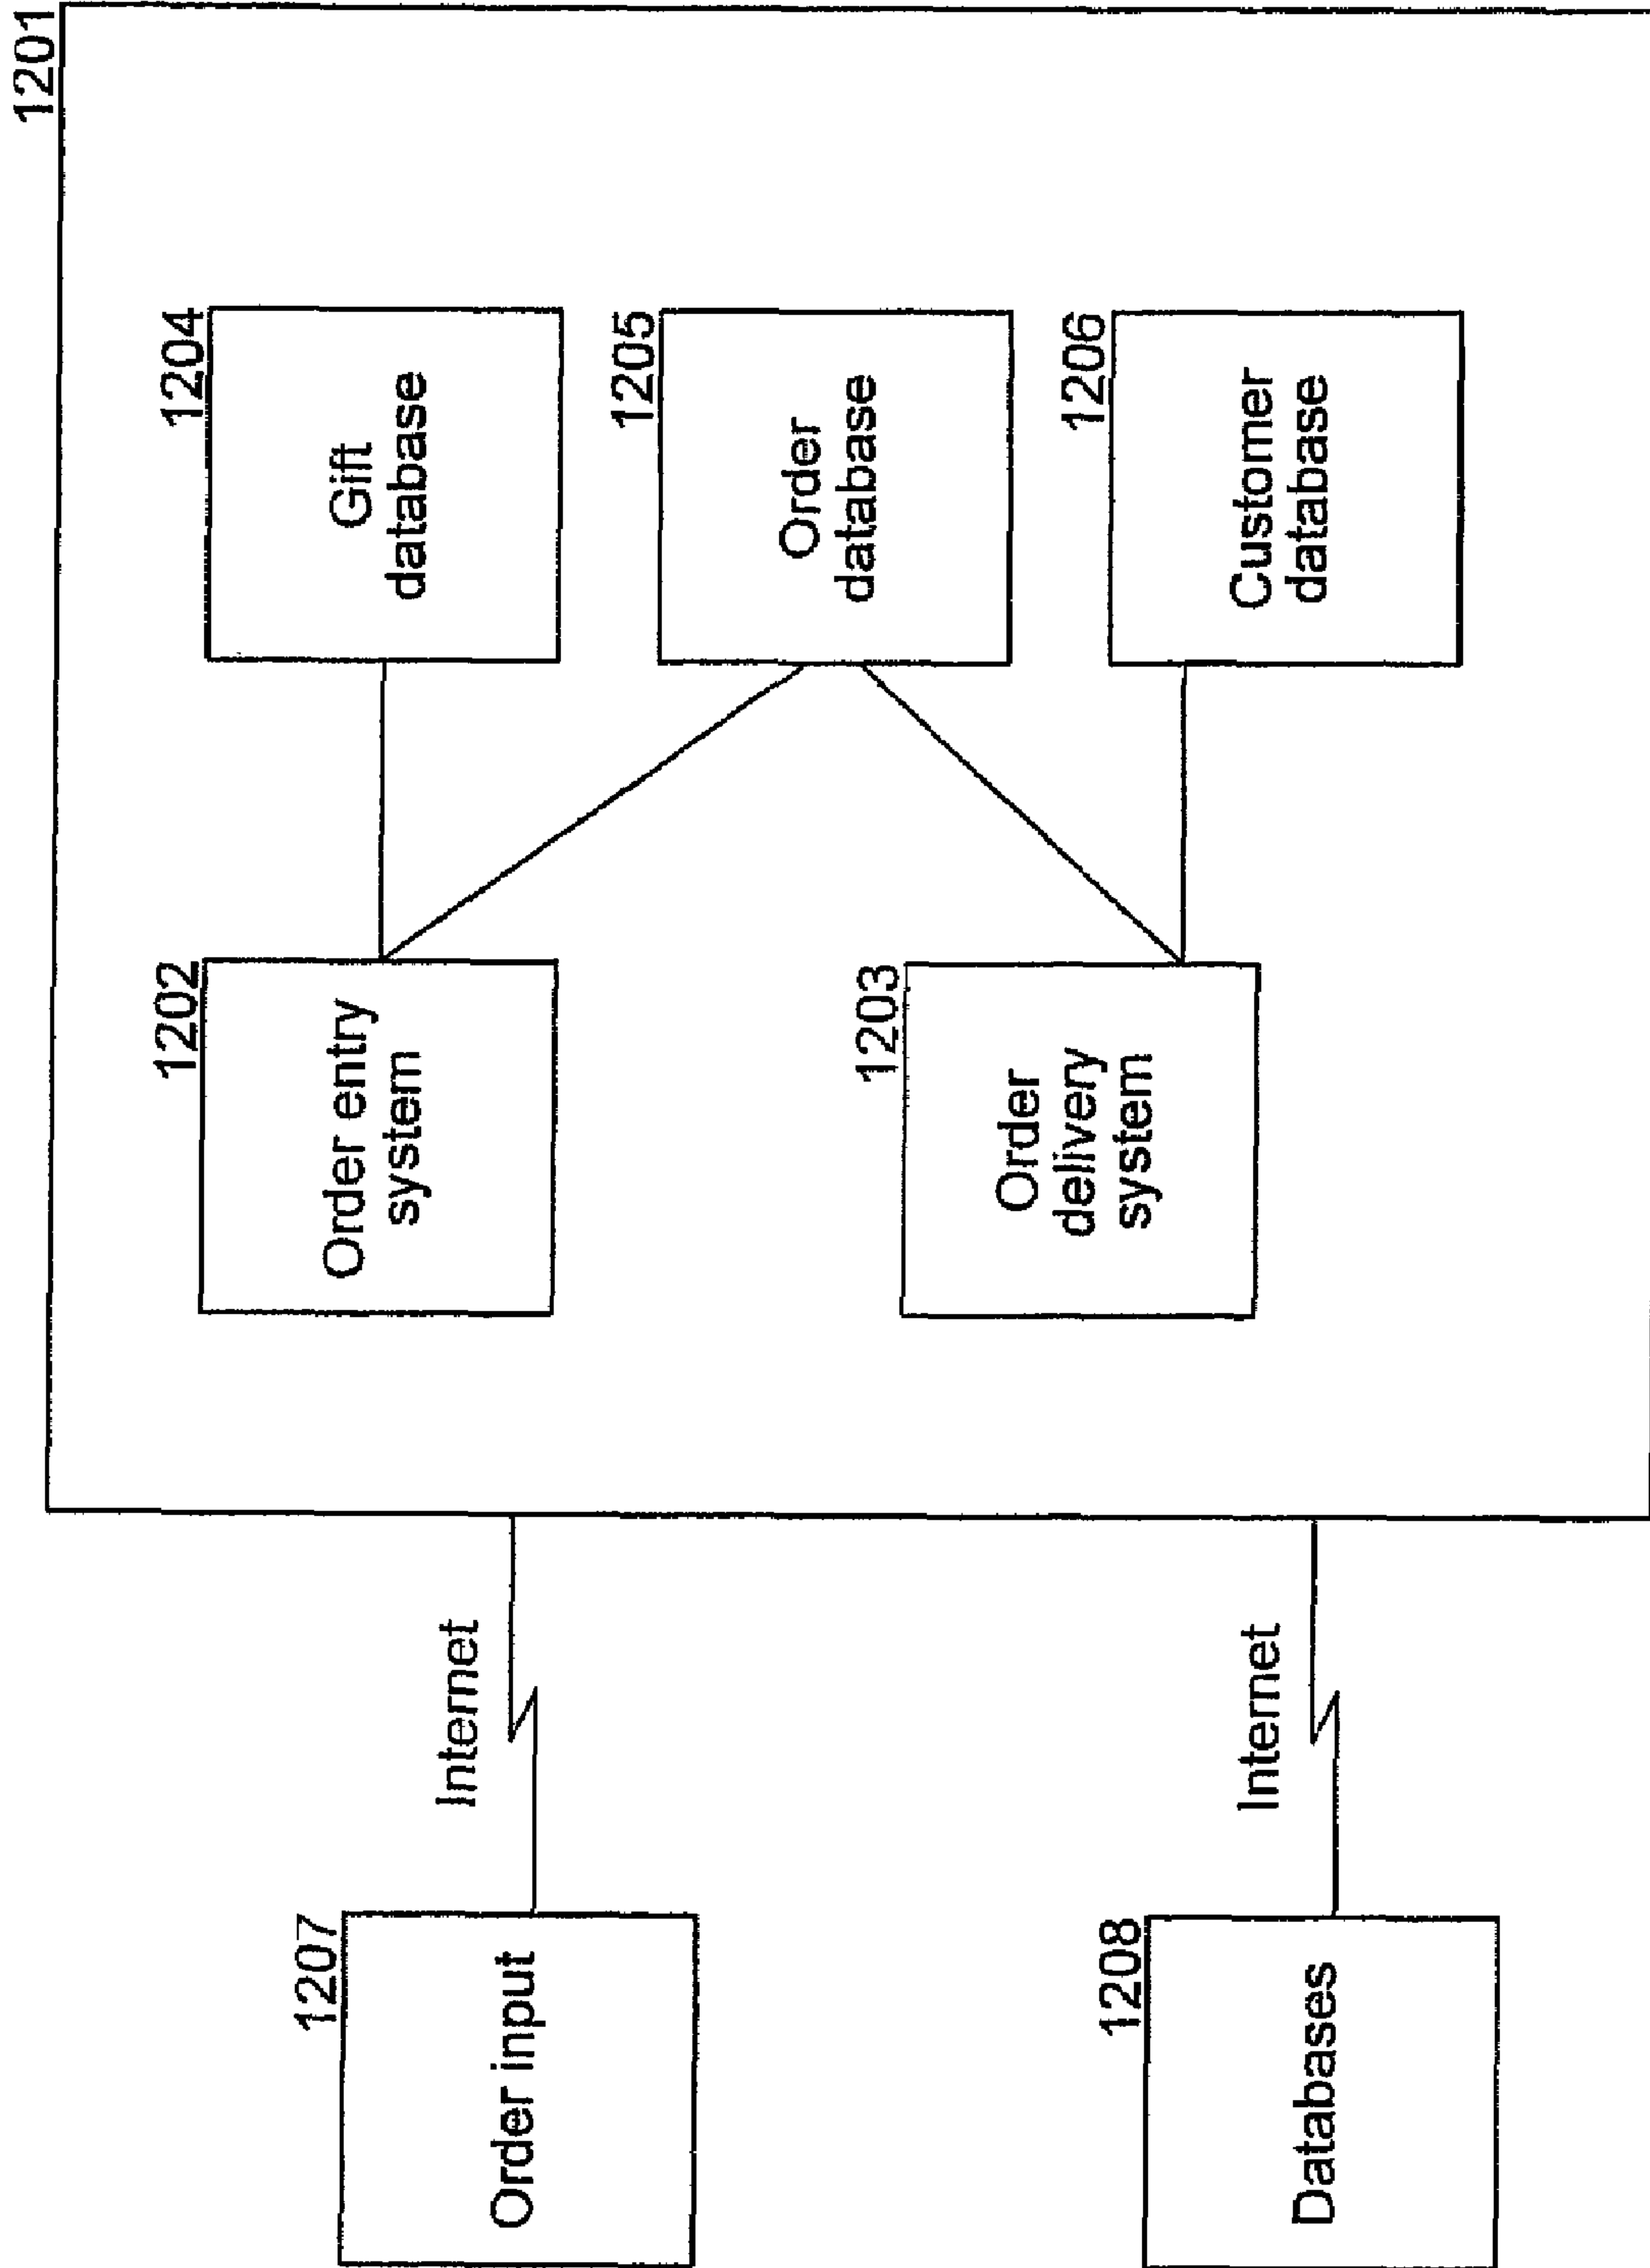 1201
1207
Order input
Internet
1202
Order entry
system
1204
Gift
database
1205
Order
database
1203
Order
delivery
system
1206
Customer
database
1208
Databases
Internet